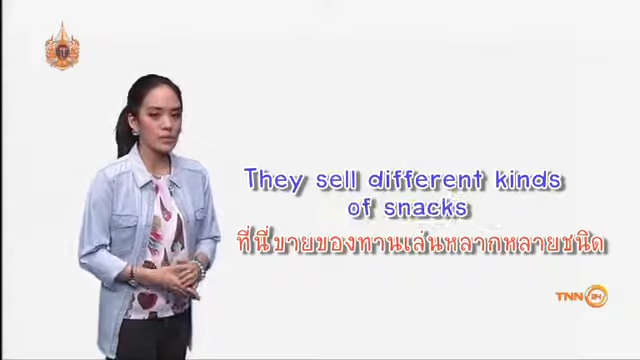 They sell different kinds
of snacks
ที่นี่ขายของทานเล่นหลากหลายชนิด
TNN 24